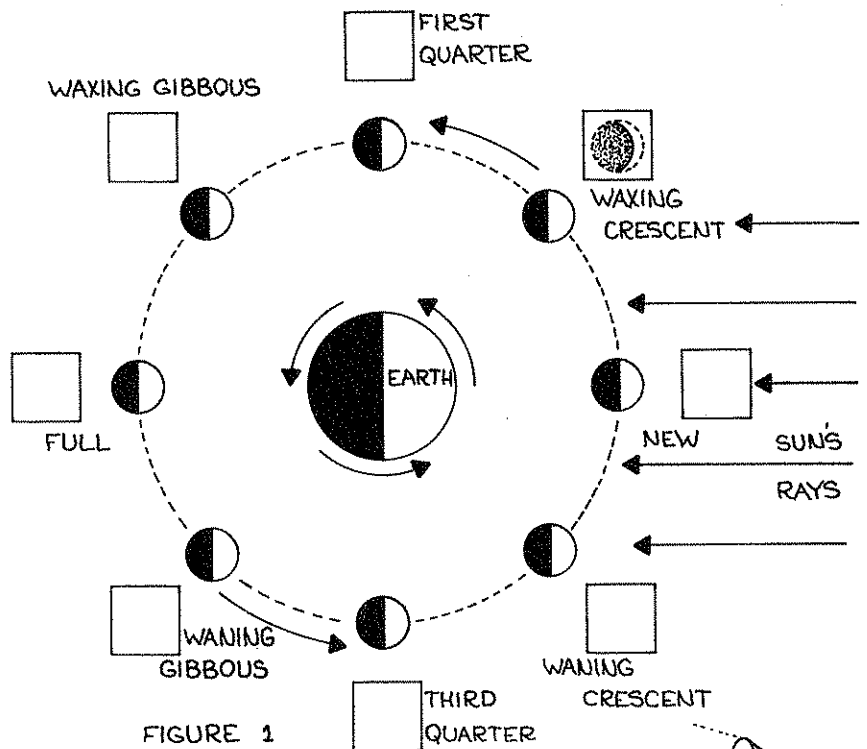 FIRST
QUARTER
WAXING GIBBOUS
WAXING
CRESCENT
EARTH
FULL
NEW
SUN'S
RAYS
WANING
GIBBOUS
WANING
CRESCENT
THIRD
QUARTER
FIGURE 1